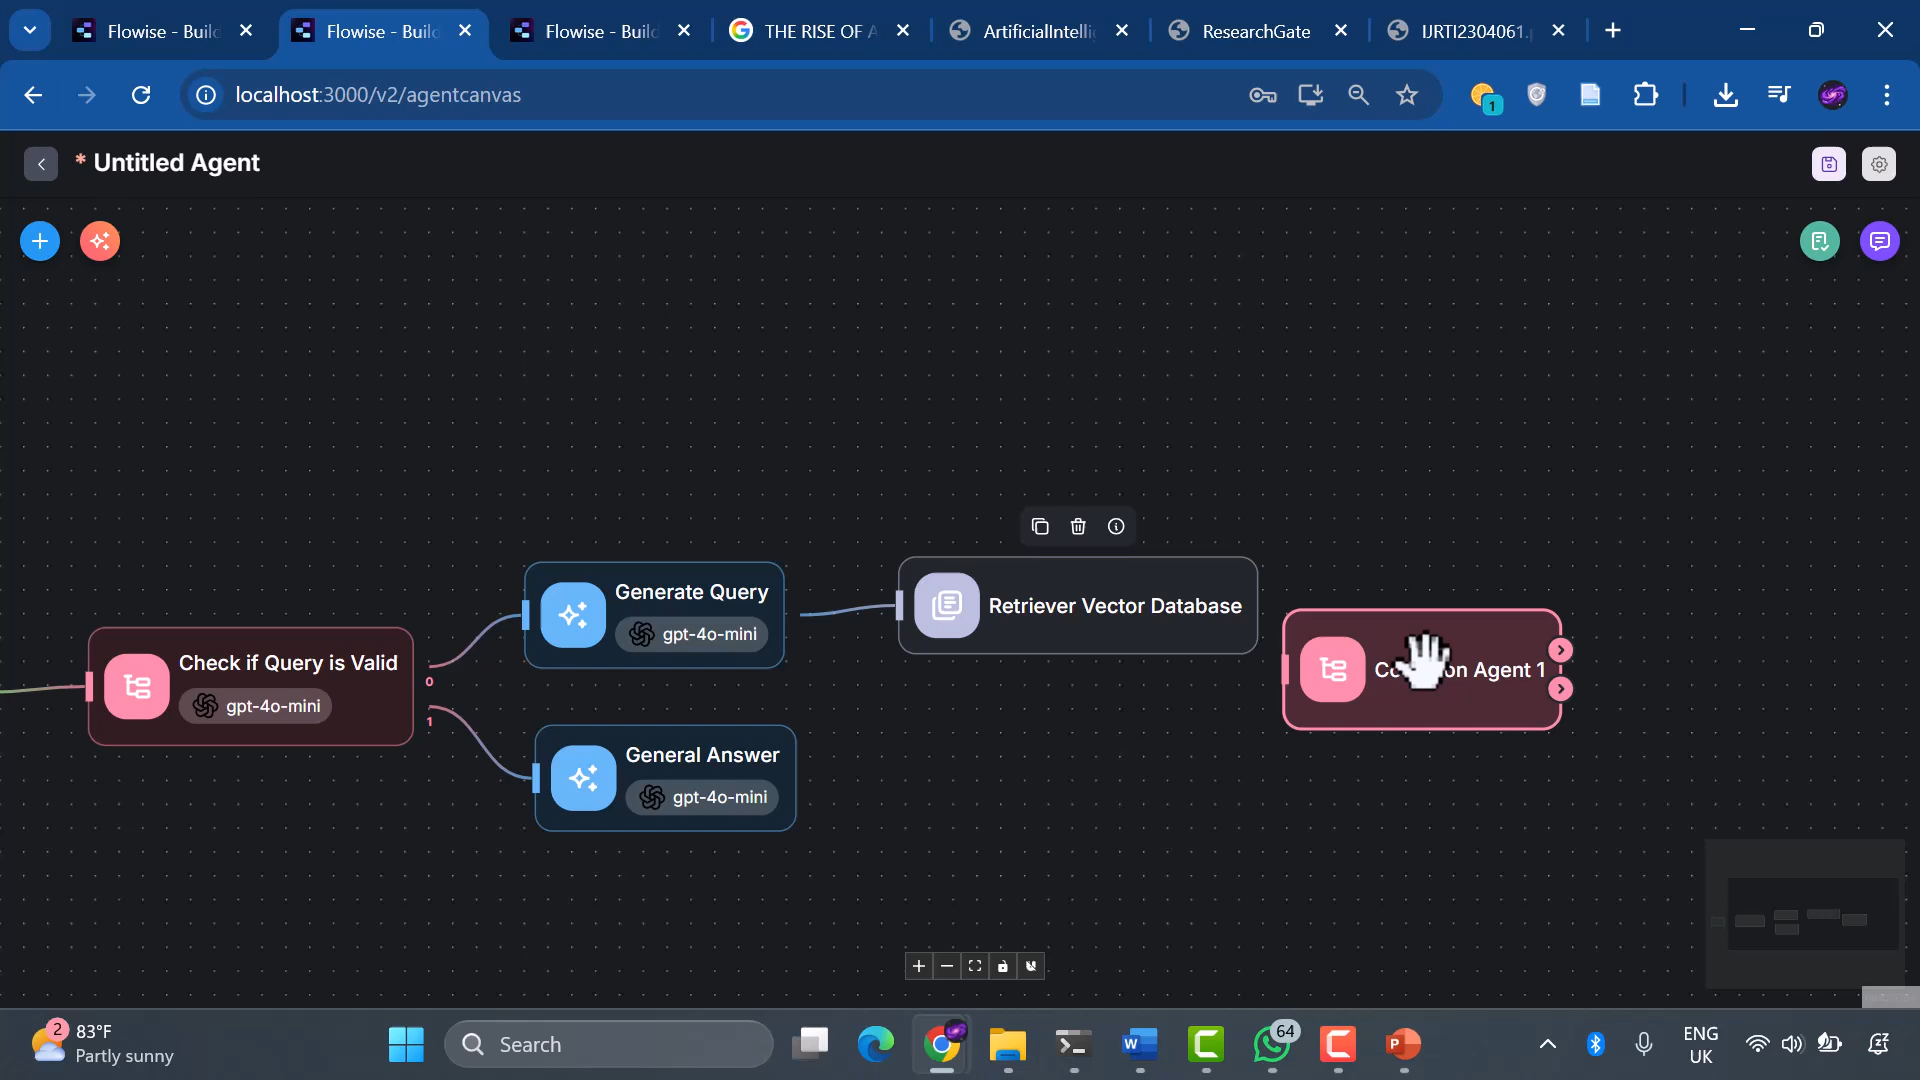 Flowise - Build
Flowise - Build
Flowise - Build
THE RISE OF A
ArtificialIntelli
ResearchGate
IJRTI2304061.p
localhost:3000/v2/agentcanvas
1
* Untitled Agent
Check if Query is Valid
gpt-4o-mini
0
1
Generate Query
gpt-4o-mini
General Answer
gpt-4o-mini
Retriever Vector Database
on Agent 1
2
83°F
Partly sunny
Search
64
ENG
UK